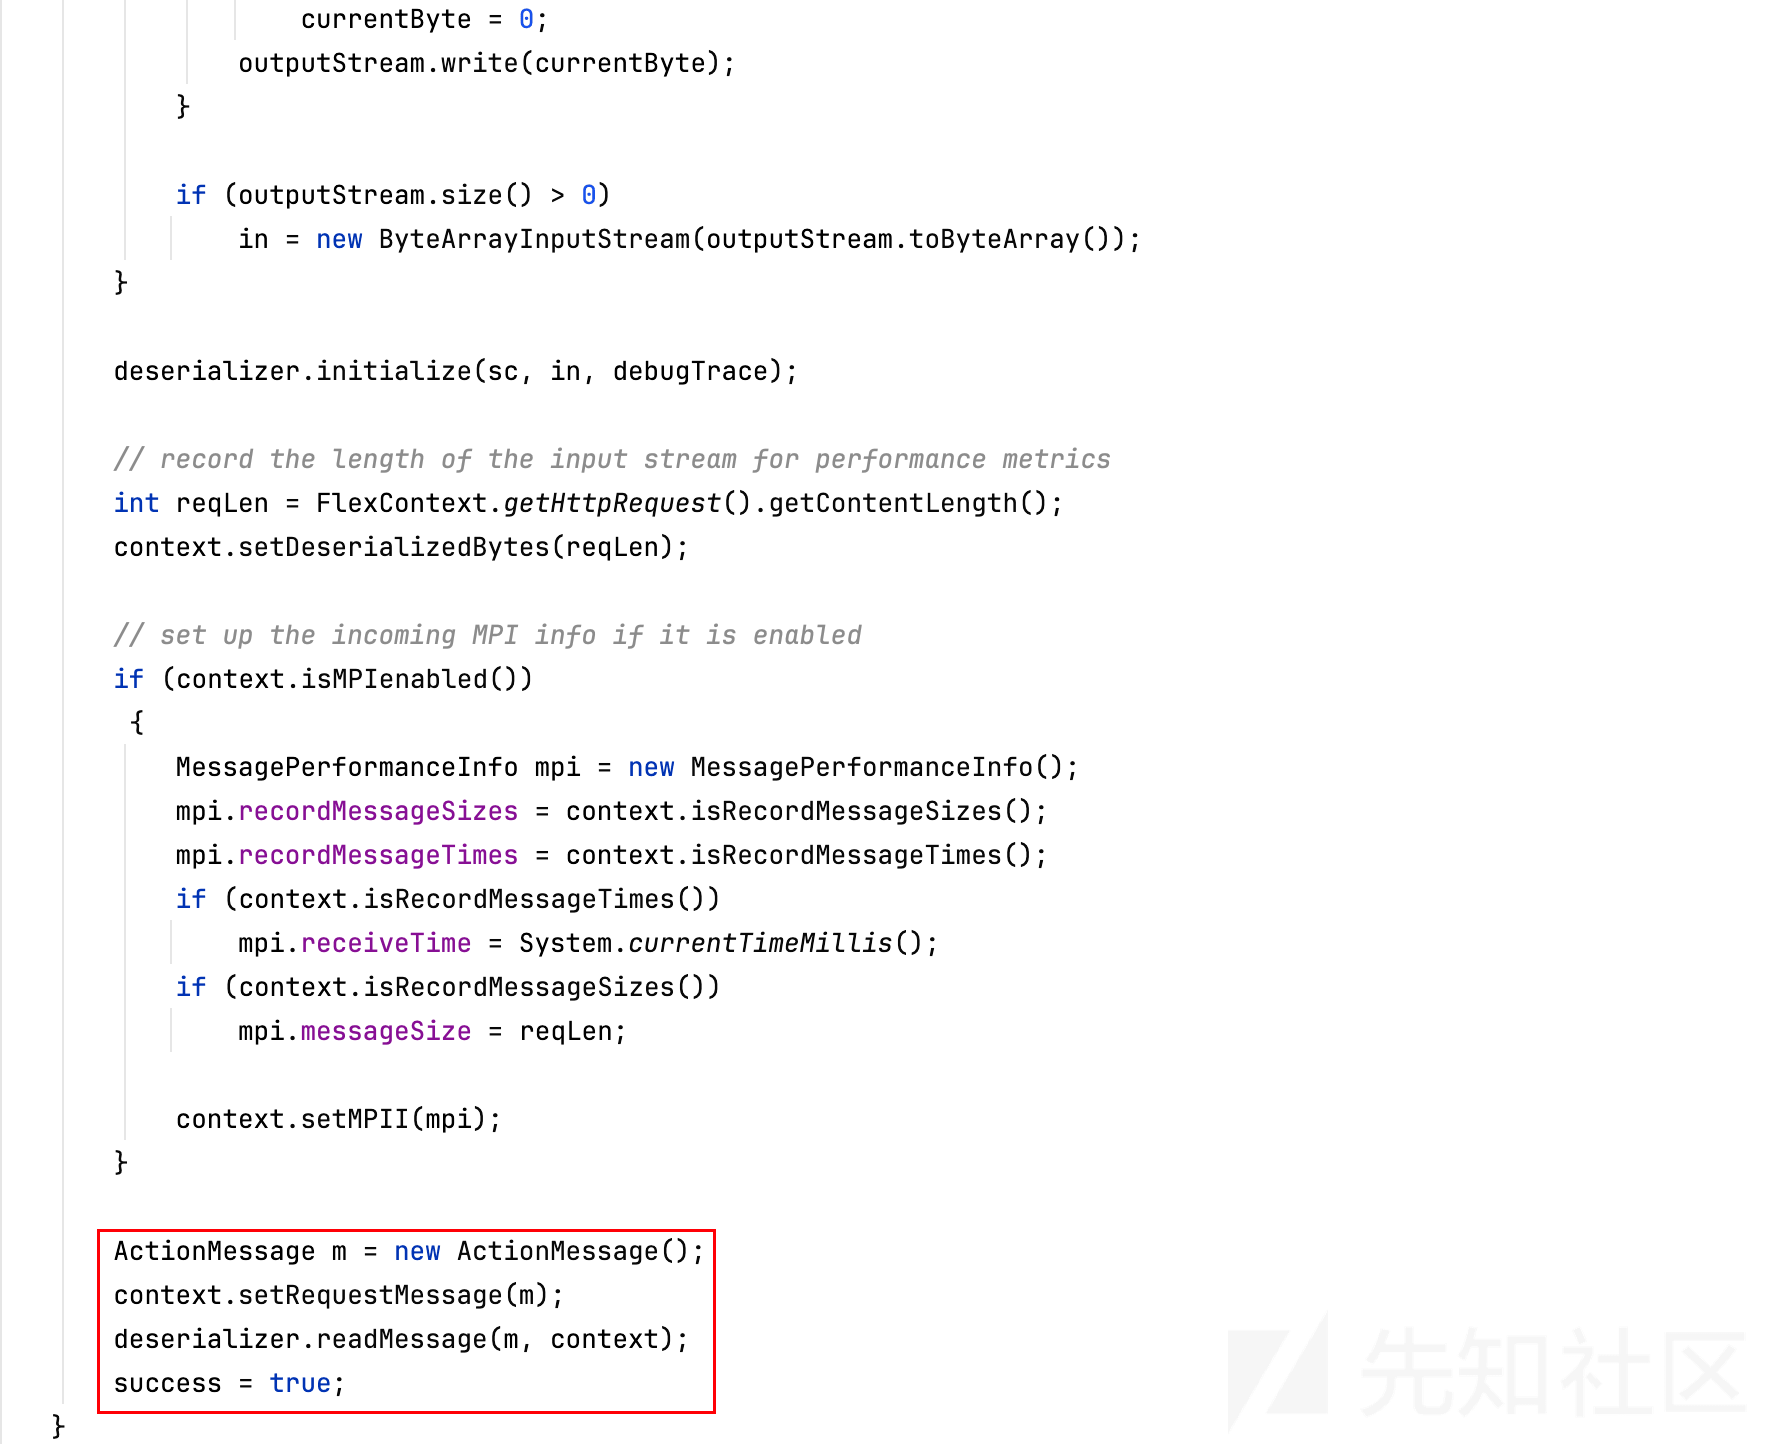 currentByte = 0;
outputStream.write(currentByte);
}
if (outputStream.size() > 0)
in = new ByteArrayInputStream(outputStream.toByteArray());
}
deserializer.initialize(sc, in, debugTrace);
// record the length of the input stream for performance metrics
int reqLen = FlexContext.getHttpRequest().getContentLength();
context.setDeserializedBytes(reqLen);
// set up the incoming MPI info if it is enabled
if (context.isMPIenabled())
{
MessagePerformanceInfo mpi = new MessagePerformanceInfo();
mpi.recordMessageSizes = context.isRecordMessageSizes();
mpi.recordMessageTimes = context.isRecordMessageTimes();
if (context.isRecordMessageTimes())
mpi.receiveTime = System.currentTimeMillis();
if (context.isRecordMessageSizes())
mpi.messageSize = reqLen;
context.setMPII(mpi);
}
ActionMessage m = new ActionMessage();
context.setRequestMessage(m);
deserializer.readMessage(m, context);
success = true;
}
先知社区